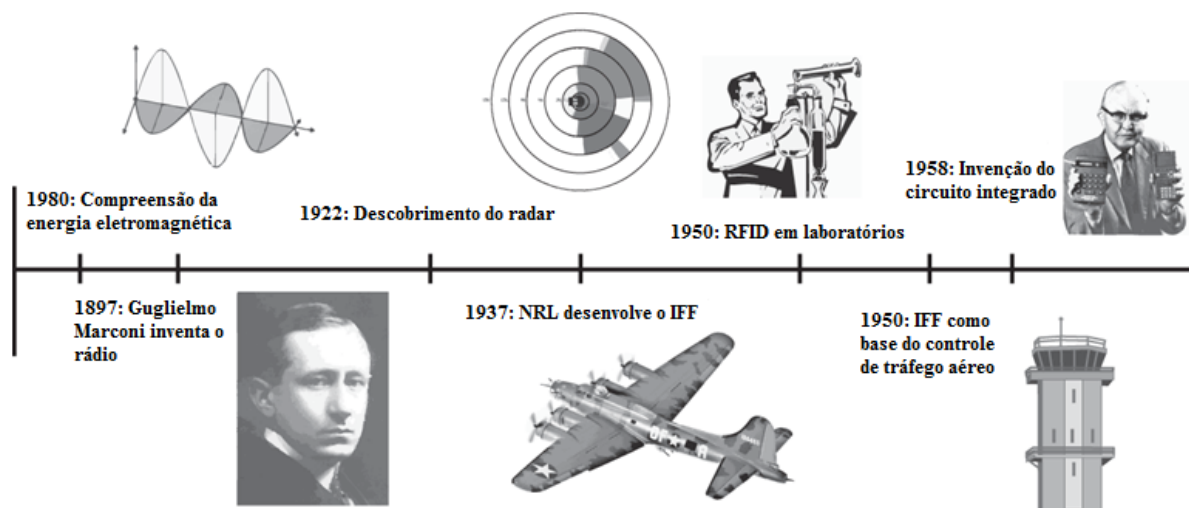 1980: Compreensão da
energia eletromagnética
1897: Guglielmo
Marconi inventa o
rádio
1922: Descobrimento do radar
1937: NRL desenvolve o IFF
1950: RFID em laboratórios
1950: IFF como
base do controle
de tráfego aéreo
1958: Invenção do
circuito integrado